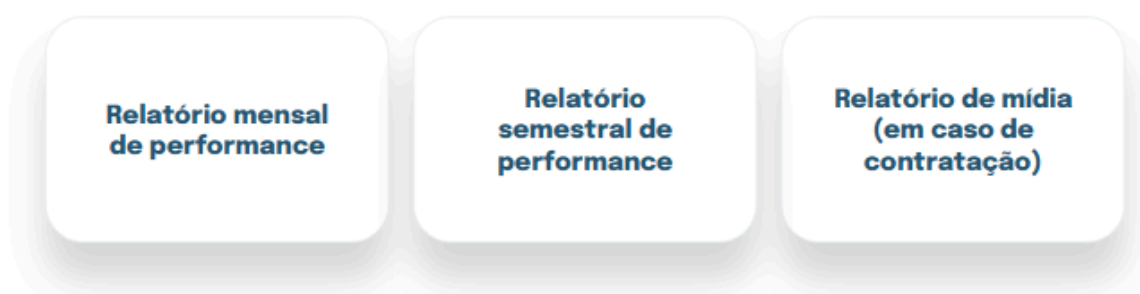 Relatório mensal
de performance
Relatório
semestral de
performance
Relatório de mídia
(em caso de
contratação)